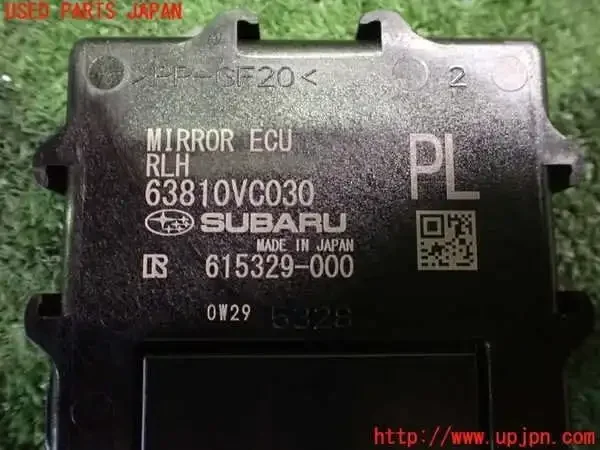 USED PARTS JAPAN
>PP-GF20<
2
MIRROR ECU
RLH
63810VC030
PL
SUBARU
MADE IN JAPAN
615329-000
0W29 5328
http://www.upjpn.com/